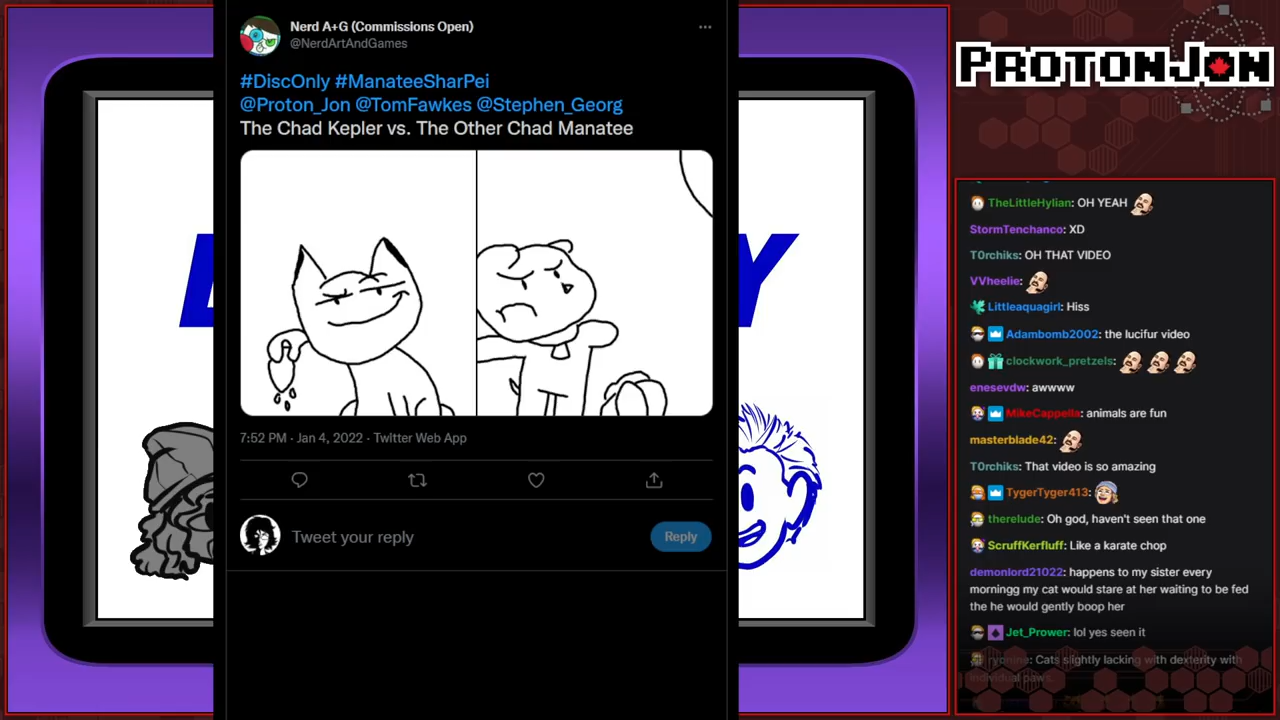 Nerd A+G (Commissions Open)
@NerdArtAndGames
#DiscOnly #ManateeSharPei
@Proton_Jon @TomFawkes @Stephen_Georg
The Chad Kepler vs. The Other Chad Manatee
7:52 PM · Jan 4, 2022 · Twitter Web App
Tweet your reply
Reply
Y
PROTONJON
TheLittleHylian: OH YEAH
StormTenchanco: XD
T0rchiks: OH THAT VIDEO
VVheelie:
Littleaquagirl: Hiss
Adambomb2002: the lucifur video
clockwork_pretzels:
enesevdw: awwww
MikeCappella: animals are fun
masterblade42:
T0rchiks: That video is so amazing
TygerTyger413:
therelude: Oh god, haven't seen that one
ScruffKerfluff: Like a karate chop
demonlord21022: happens to my sister every
morningg my cat would stare at her waiting to be fed
the he would gently boop her
Jet_Prower: lol yes seen it
Cats slightly lacking with dexterity with
individual paws.